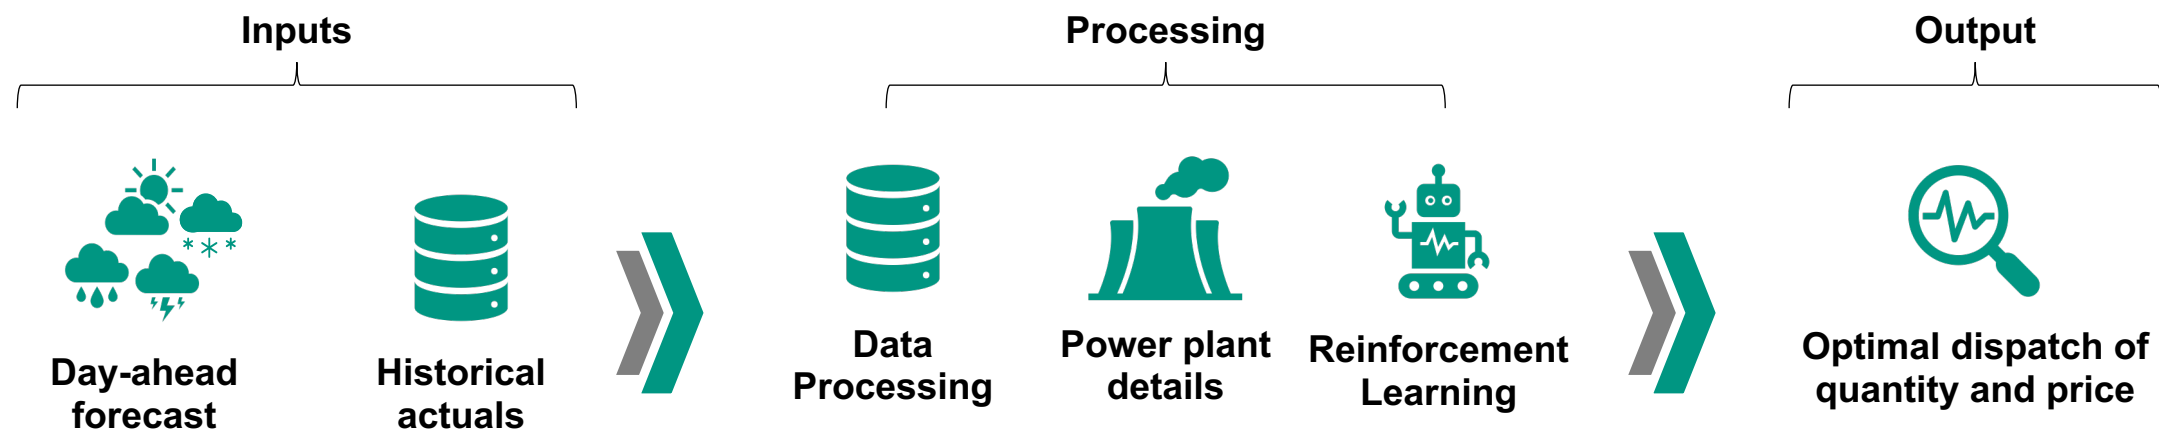 Inputs
Processing
Output
Day-ahead
forecast
Historical
actuals
Data
Processing
Power plant
details
Reinforcement
Learning
Optimal dispatch of
quantity and price